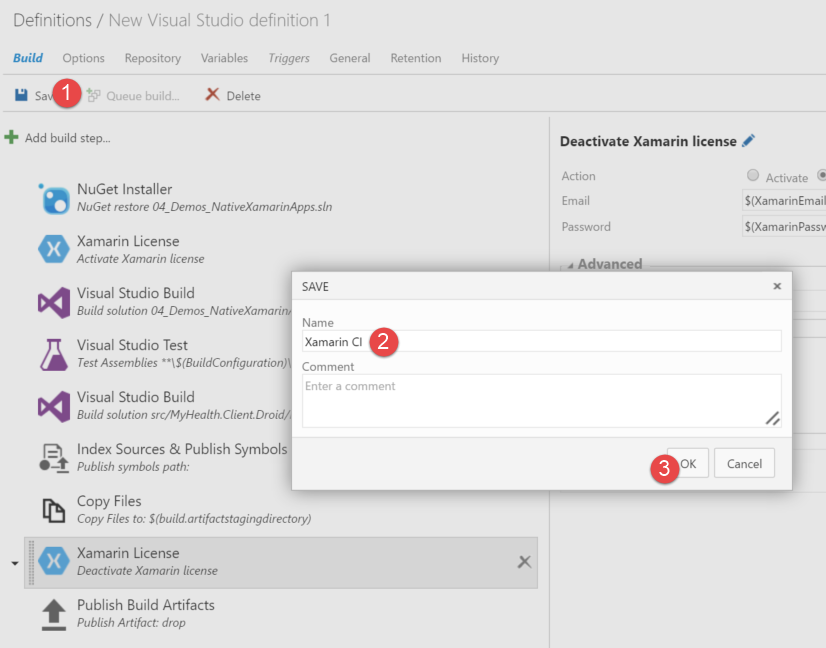 Definitions / New Visual Studio definition 1
Build Options Repository Variables Triggers General Retention History
1 Queue build... Delete
Add build step...
NuGet Installer
NuGet restore 04_Demos_NativeXamarinApps.sln
Xamarin License
Activate Xamarin license
Visual Studio Build
Build solution 04_Demos_NativeXamarin
Visual Studio Test
Test Assemblies **\$(BuildConfiguration)\
Visual Studio Build
Build solution src/MyHealth.Client.Droid/
Index Sources & Publish Symbols
Publish symbols path:
Copy Files
Copy Files to: $(build.artifactstagingdirectory)
Xamarin License
Deactivate Xamarin license
Publish Build Artifacts
Publish Artifact: drop
Deactivate Xamarin license
Action Activate
Email $(XamarinEmail
Password $(XamarinPassw
Advanced
SAVE
Name
Xamarin CI 2
Comment
Enter a comment
3 OK Cancel